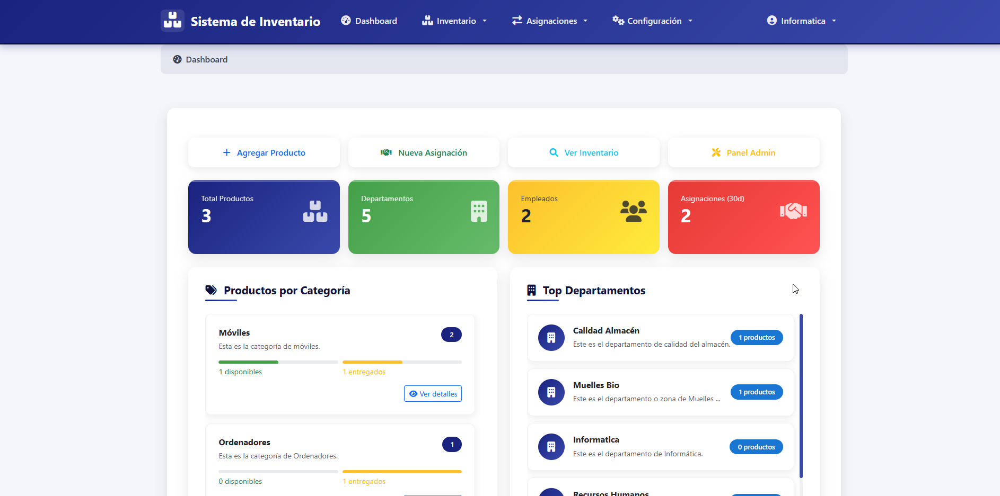 Sistema de Inventario
Dashboard
Inventario
Asignaciones
Configuración
Informatica
Dashboard
Agregar Producto
Nueva Asignación
Ver Inventario
Panel Admin
Total Productos
3
Departamentos
5
Empleados
2
Asignaciones (30d)
2
Productos por Categoría
Móviles
2
Esta es la categoría de móviles.
1 disponibles
1 entregados
Ver detalles
Ordenadores
1
Esta es la categoría de Ordenadores.
0 disponibles
1 entregados
Top Departamentos
Calidad Almacén
Este es el departamento de calidad del almacén.
1 productos
Muelles Bio
Este es el departamento o zona de Muelles ...
1 productos
Informatica
Este es el departamento de Informática.
0 productos
Recursos Humanos